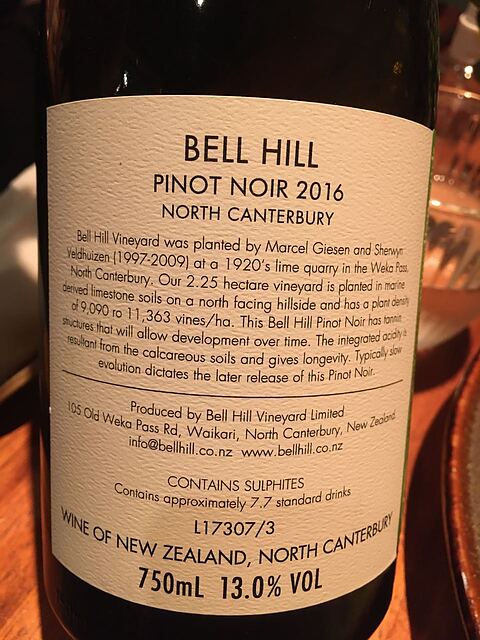 BELL HILL
PINOT NOIR 2016
NORTH CANTERBURY
Bell Hill Vineyard was planted by Marcel Giesen and Sherwyn
Veldhuizen (1997-2009) at a 1920's lime quarry in the Weka Pass,
North Canterbury. Our 2.25 hectare vineyard is planted in marine
derived limestone soils on a north facing hillside and has a plant density
of 9,090 ro 11,363 vines/ha. This Bell Hill Pinot Noir has tannin
structures that will allow development over time. The integrated acidity is
resultant from the calcareous soils and gives longevity. Typically slow
evolution dictates the later release of this Pinot Noir.
Produced by Bell Hill Vineyard Limited
105 Old Weka Pass Rd, Waikari, North Canterbury, New Zealand.
info@bellhill.co.nz www.bellhill.co.nz
CONTAINS SULPHITES
Contains approximately 7.7 standard drinks
L17307/3
WINE OF NEW ZEALAND, NORTH CANTERBURY
750mL 13.0% VOL